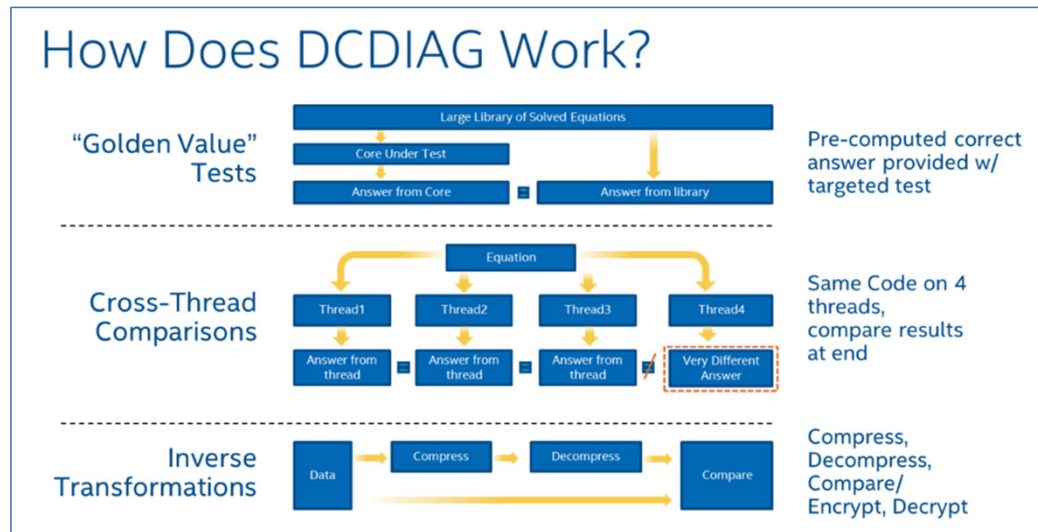 How Does DCDIAG Work?
"Golden Value"
Tests
Large Library of Solved Equations
Core Under Test
Answer from Core
=
Answer from library
Pre-computed correct
answer provided w/
targeted test
Cross-Thread
Comparisons
Equation
Thread1
Thread2
Thread3
Thread4
Answer from
thread
=
Answer from
thread
=
Answer from
thread
≠
Very Different
Answer
Same Code on 4
threads,
compare results
at end
Inverse
Transformations
Data
Compress
Decompress
Compare
Compress,
Decompress,
Compare/
Encrypt, Decrypt